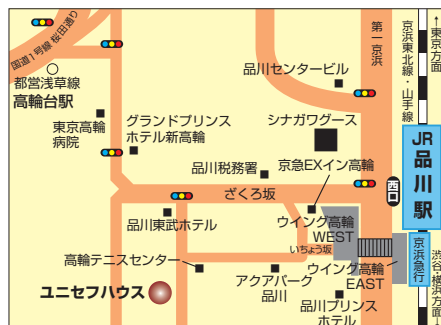 国道1号線 桜田通り
第一京浜
京浜東北線・山手線
↑東京方面
都営浅草線
高輪台駅
品川センタービル
東京高輪
病院
グランドプリンス
ホテル新高輪
シナガワグース
JR
品川駅
京急EXイン高輪
品川税務署
西口
ざくろ坂
品川東武ホテル
ウイング高輪
WEST
いちょう坂
京浜急行
高輪テニスセンター
アクアパーク
品川
ウイング高輪
EAST
ユニセフハウス
品川プリンス
ホテル
渋谷・横浜方面↓